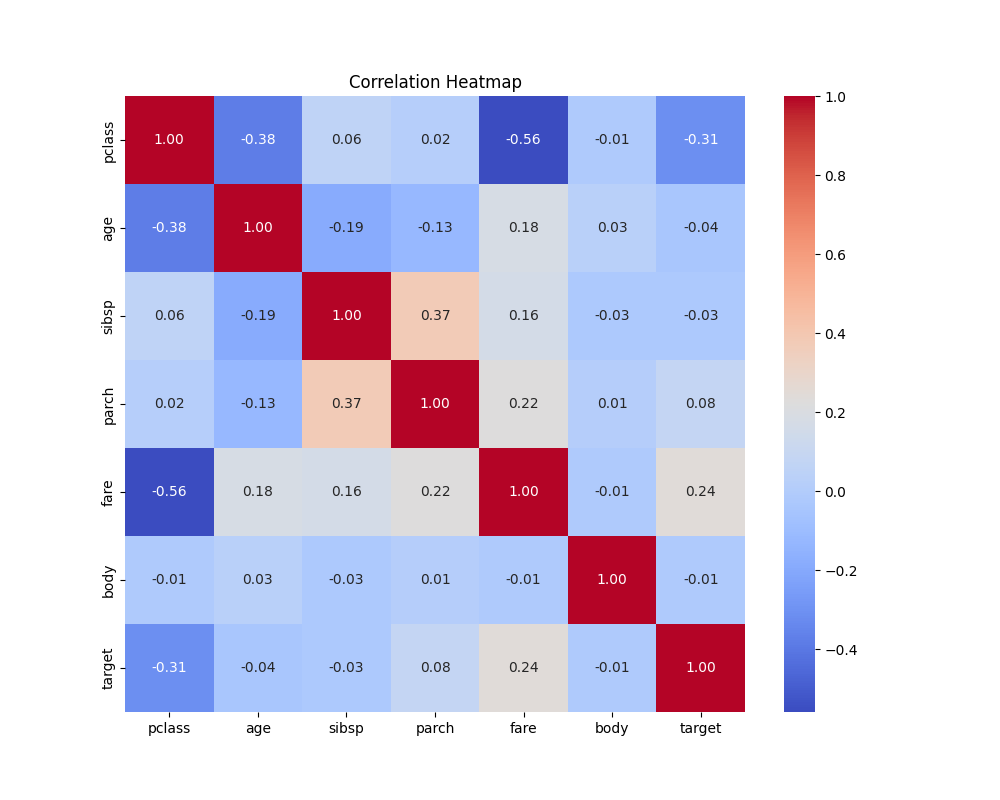 Correlation Heatmap
pclass 1.00 -0.38 0.06 0.02 -0.56 -0.01 -0.31
age -0.38 1.00 -0.19 -0.13 0.18 0.03 -0.04
sibsp 0.06 -0.19 1.00 0.37 0.16 -0.03 -0.03
parch 0.02 -0.13 0.37 1.00 0.22 0.01 0.08
fare -0.56 0.18 0.16 0.22 1.00 -0.01 0.24
body -0.01 0.03 -0.03 0.01 -0.01 1.00 -0.01
target -0.31 -0.04 -0.03 0.08 0.24 -0.01 1.00
pclass age sibsp parch fare body target
1.0
0.8
0.6
0.4
0.2
0.0
−0.2
−0.4